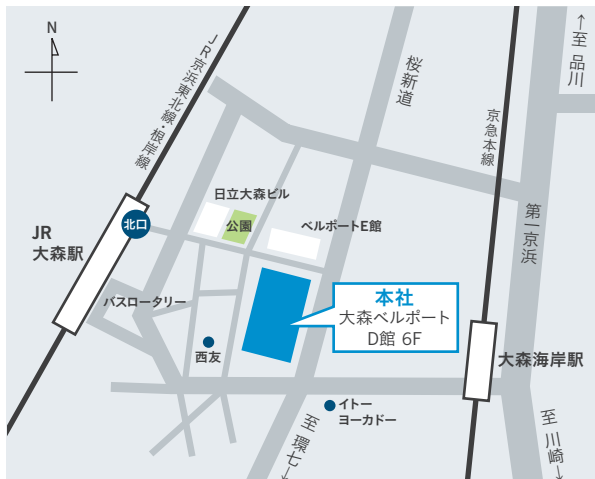 N
JR京浜東北線・根岸線
桜新道
←至 品川
京急本線
日立大森ビル
公園
ベルポートE館
北口
JR
大森駅
第一京浜
バスロータリー
本社
大森ベルポート
D館 6F
西友
大森海岸駅
イトー
ヨーカドー
至 環七→
至 川崎→